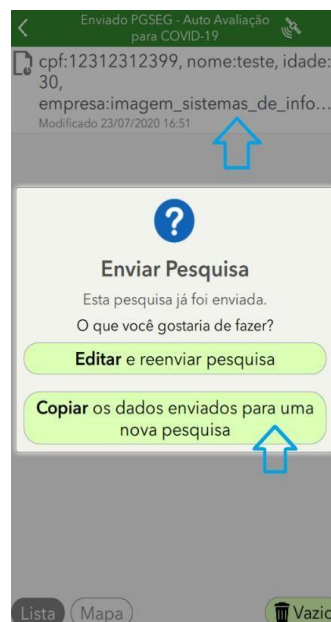 Enviado PGSEG - Auto Avaliação
para COVID-19
cpf:12312312399, nome:teste, idade:
30,
empresa:imagem_sistemas_de_info...
Modificado 23/07/2020 16:51
?
Enviar Pesquisa
Esta pesquisa já foi enviada.
O que você gostaria de fazer?
Editar e reenviar pesquisa
Copiar os dados enviados para uma
nova pesquisa
Lista
Mapa
Vazio